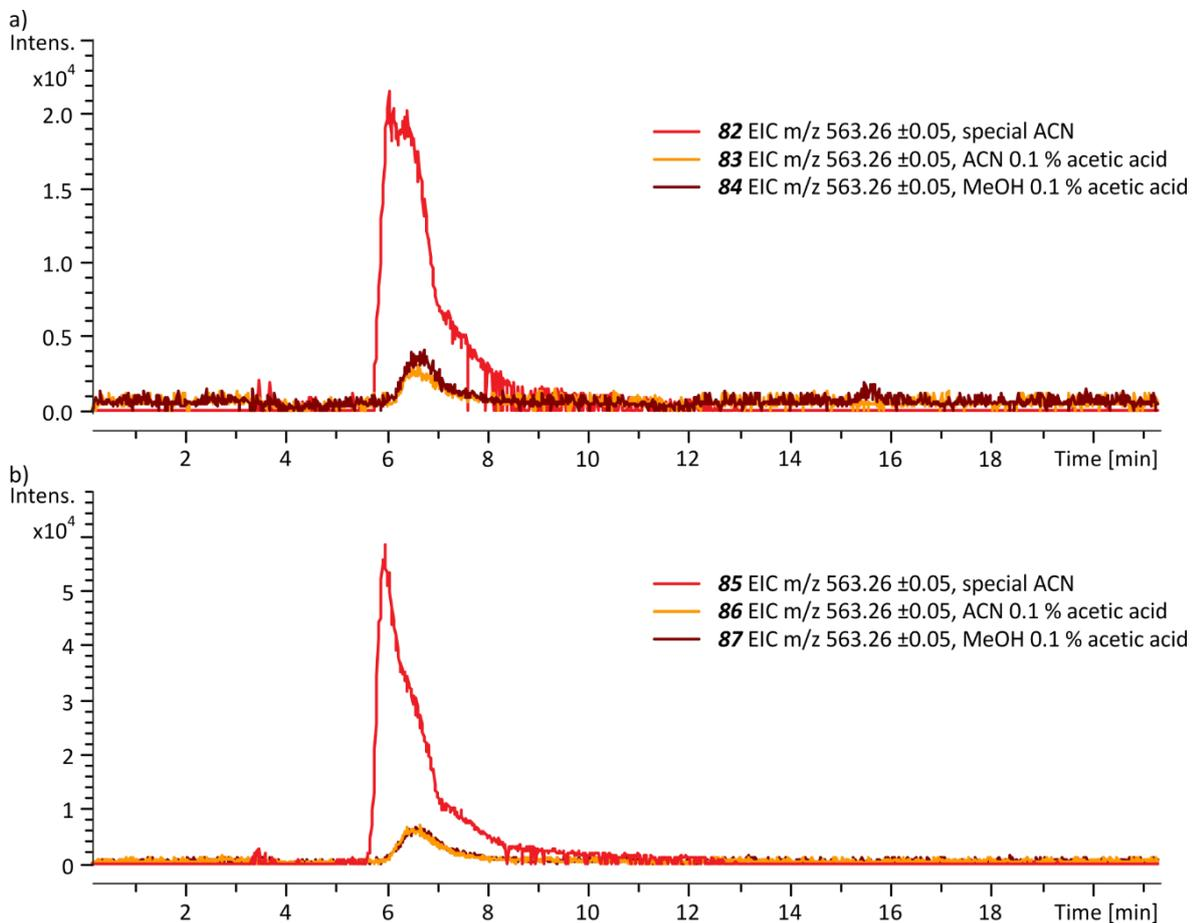 a)
Intens.
x10⁴
2.0
1.5
1.0
0.5
0.0
82 EIC m/z 563.26 ±0.05, special ACN
83 EIC m/z 563.26 ±0.05, ACN 0.1 % acetic acid
84 EIC m/z 563.26 ±0.05, MeOH 0.1 % acetic acid
2 4 6 8 10 12 14 16 18 Time [min]
b)
Intens.
x10⁴
5
4
3
2
1
0
85 EIC m/z 563.26 ±0.05, special ACN
86 EIC m/z 563.26 ±0.05, ACN 0.1 % acetic acid
87 EIC m/z 563.26 ±0.05, MeOH 0.1 % acetic acid
2 4 6 8 10 12 14 16 18 Time [min]